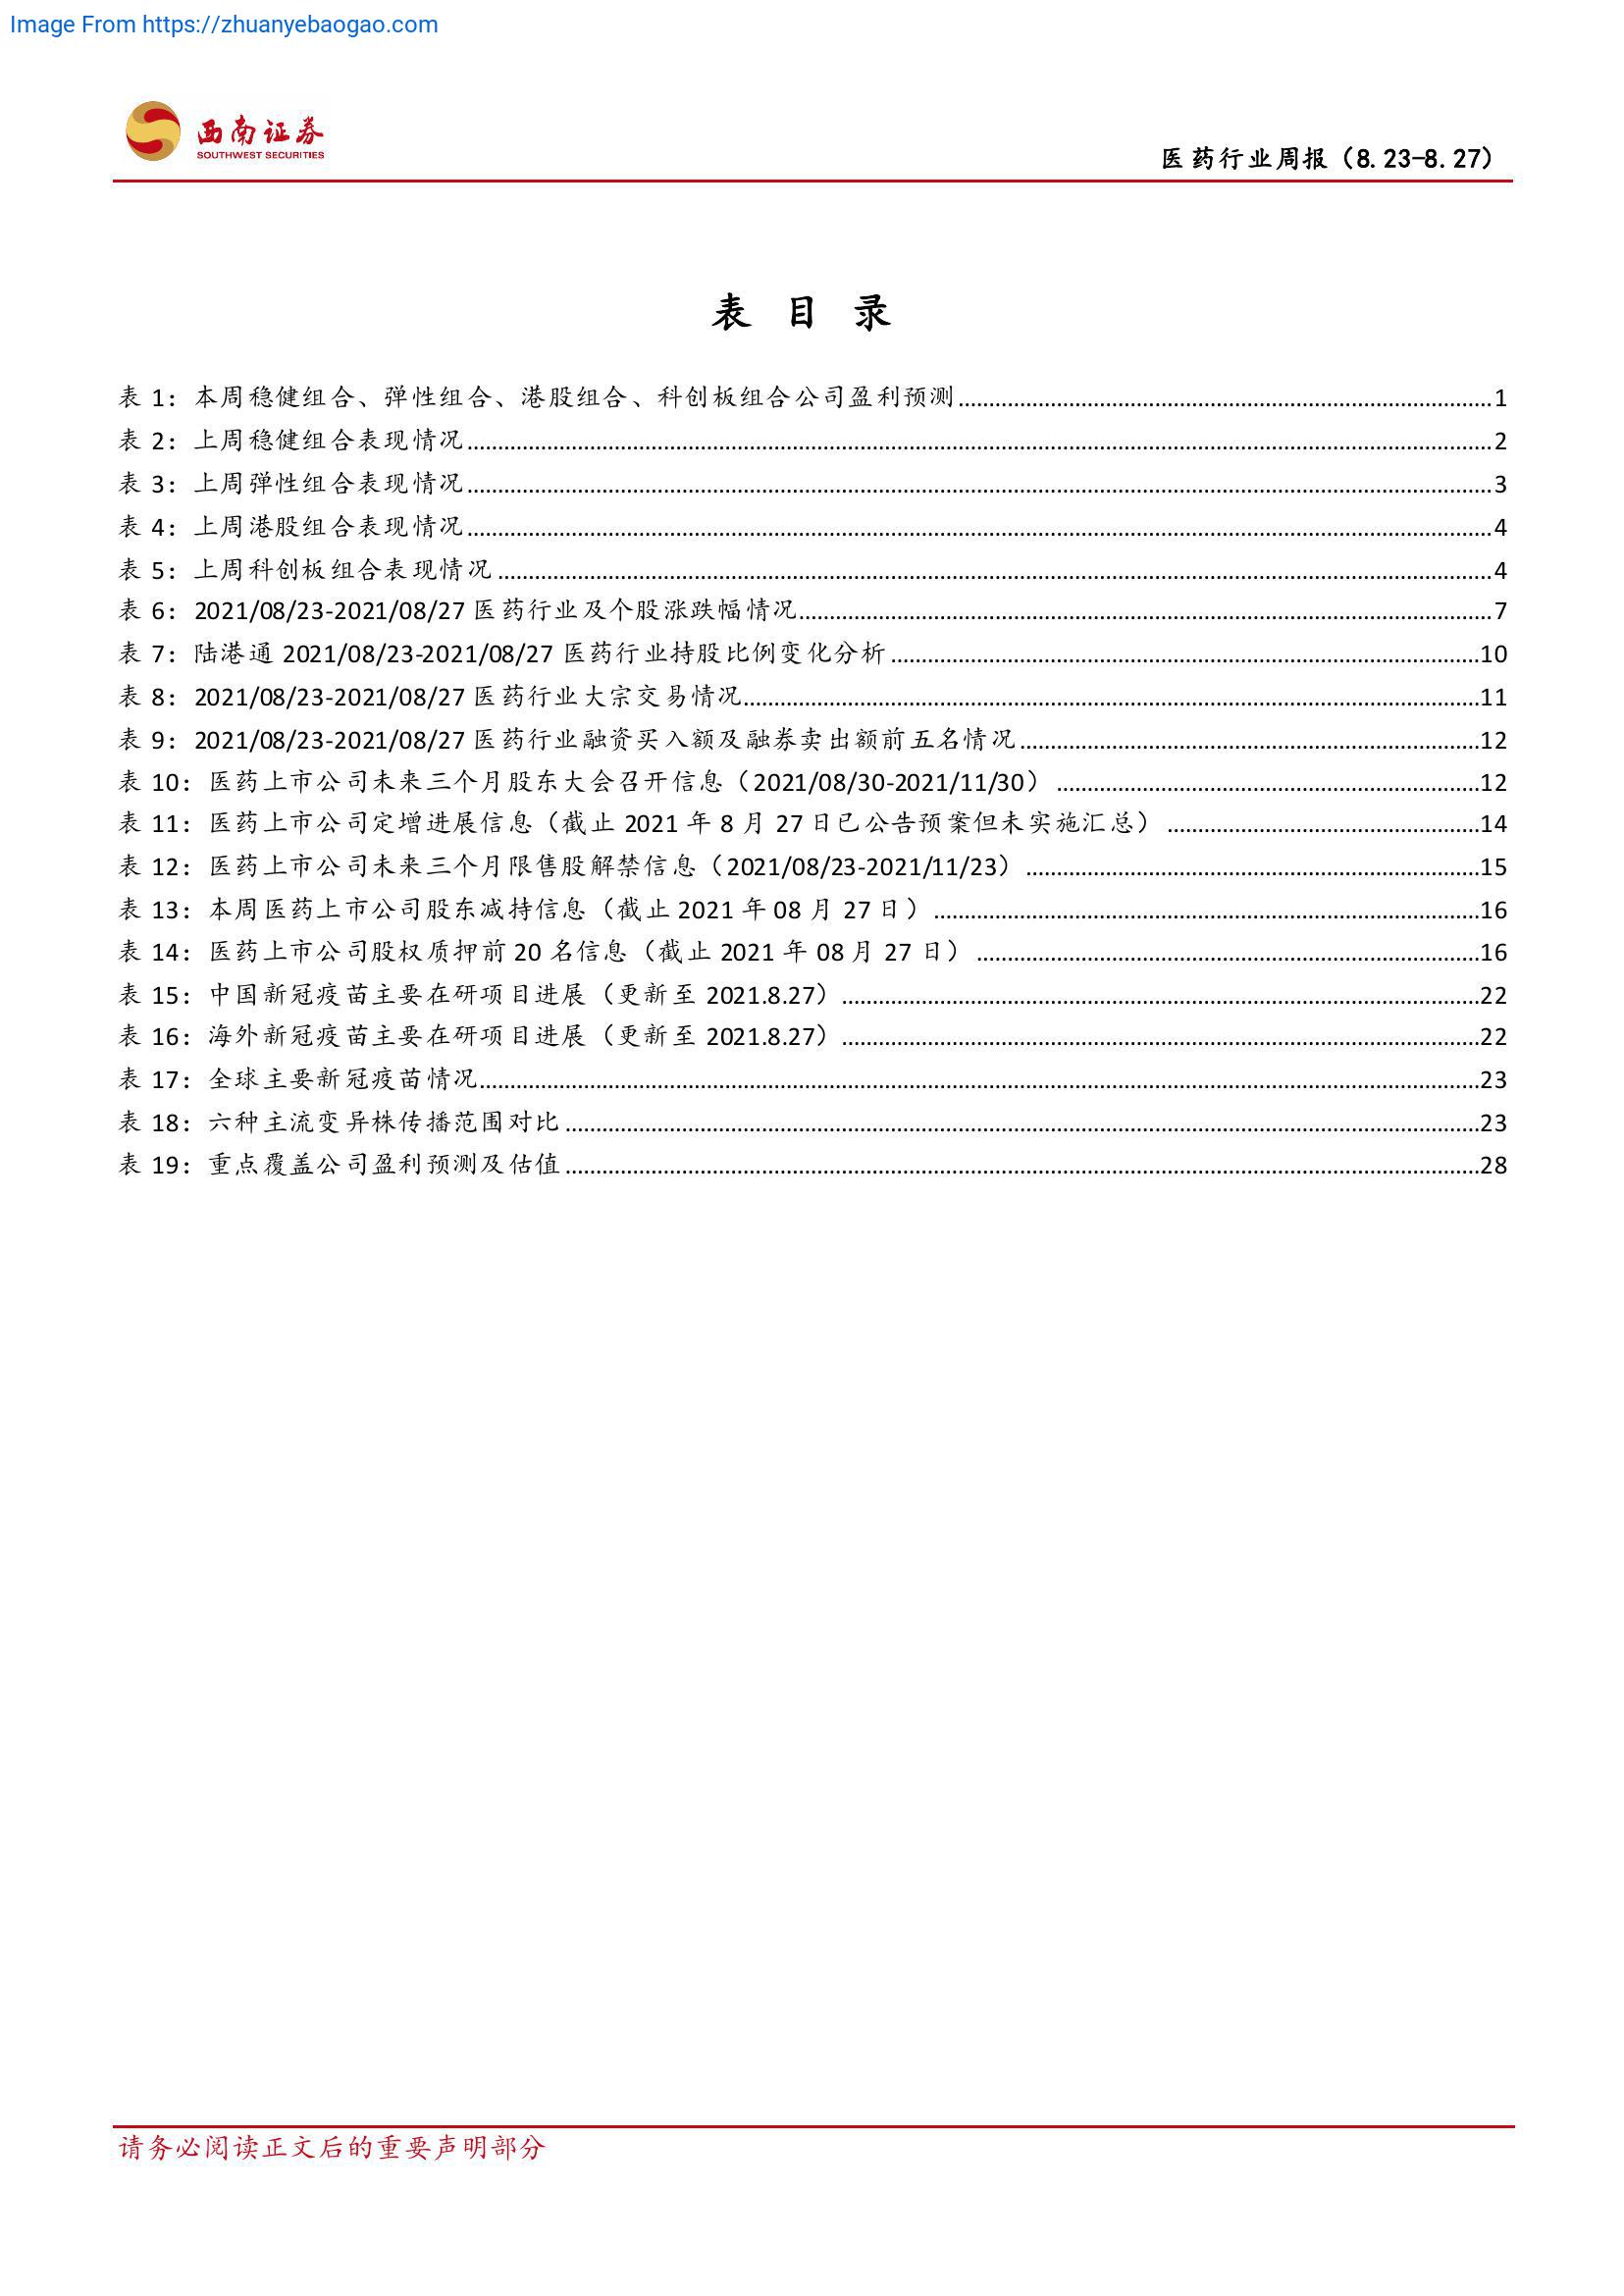 Image From https://zhuanyebaogao.com
西南证券
SOUTHWEST SECURITIES
医药行业周报（8.23-8.27）
表 目 录
表 1：本周稳健组合、弹性组合、港股组合、科创板组合公司盈利预测 1
表 2：上周稳健组合表现情况 2
表 3：上周弹性组合表现情况 3
表 4：上周港股组合表现情况 4
表 5：上周科创板组合表现情况 4
表 6：2021/08/23-2021/08/27 医药行业及个股涨跌幅情况 7
表 7：陆港通 2021/08/23-2021/08/27 医药行业持股比例变化分析 10
表 8：2021/08/23-2021/08/27 医药行业大宗交易情况 11
表 9：2021/08/23-2021/08/27 医药行业融资买入额及融券卖出额前五名情况 12
表 10：医药上市公司未来三个月股东大会召开信息（2021/08/30-2021/11/30） 12
表 11：医药上市公司定增进展信息（截止 2021 年 8 月 27 日已公告预案但未实施汇总） 14
表 12：医药上市公司未来三个月限售股解禁信息（2021/08/23-2021/11/23） 15
表 13：本周医药上市公司股东减持信息（截止 2021 年 08 月 27 日） 16
表 14：医药上市公司股权质押前 20 名信息（截止 2021 年 08 月 27 日） 16
表 15：中国新冠疫苗主要在研项目进展（更新至 2021.8.27） 22
表 16：海外新冠疫苗主要在研项目进展（更新至 2021.8.27） 22
表 17：全球主要新冠疫苗情况 23
表 18：六种主流变异株传播范围对比 23
表 19：重点覆盖公司盈利预测及估值 28
请务必阅读正文后的重要声明部分